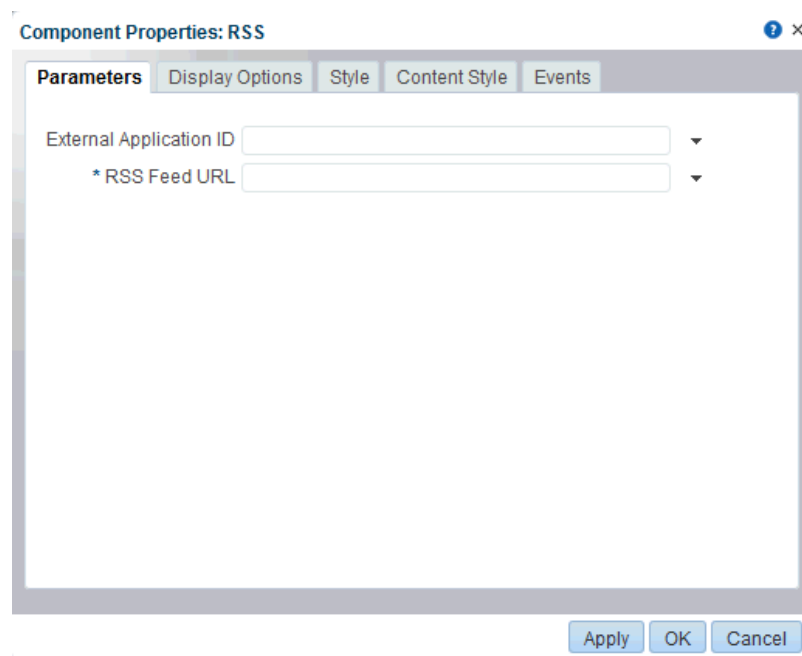 Component Properties: RSS
Parameters Display Options Style Content Style Events
External Application ID
* RSS Feed URL
Apply OK Cancel